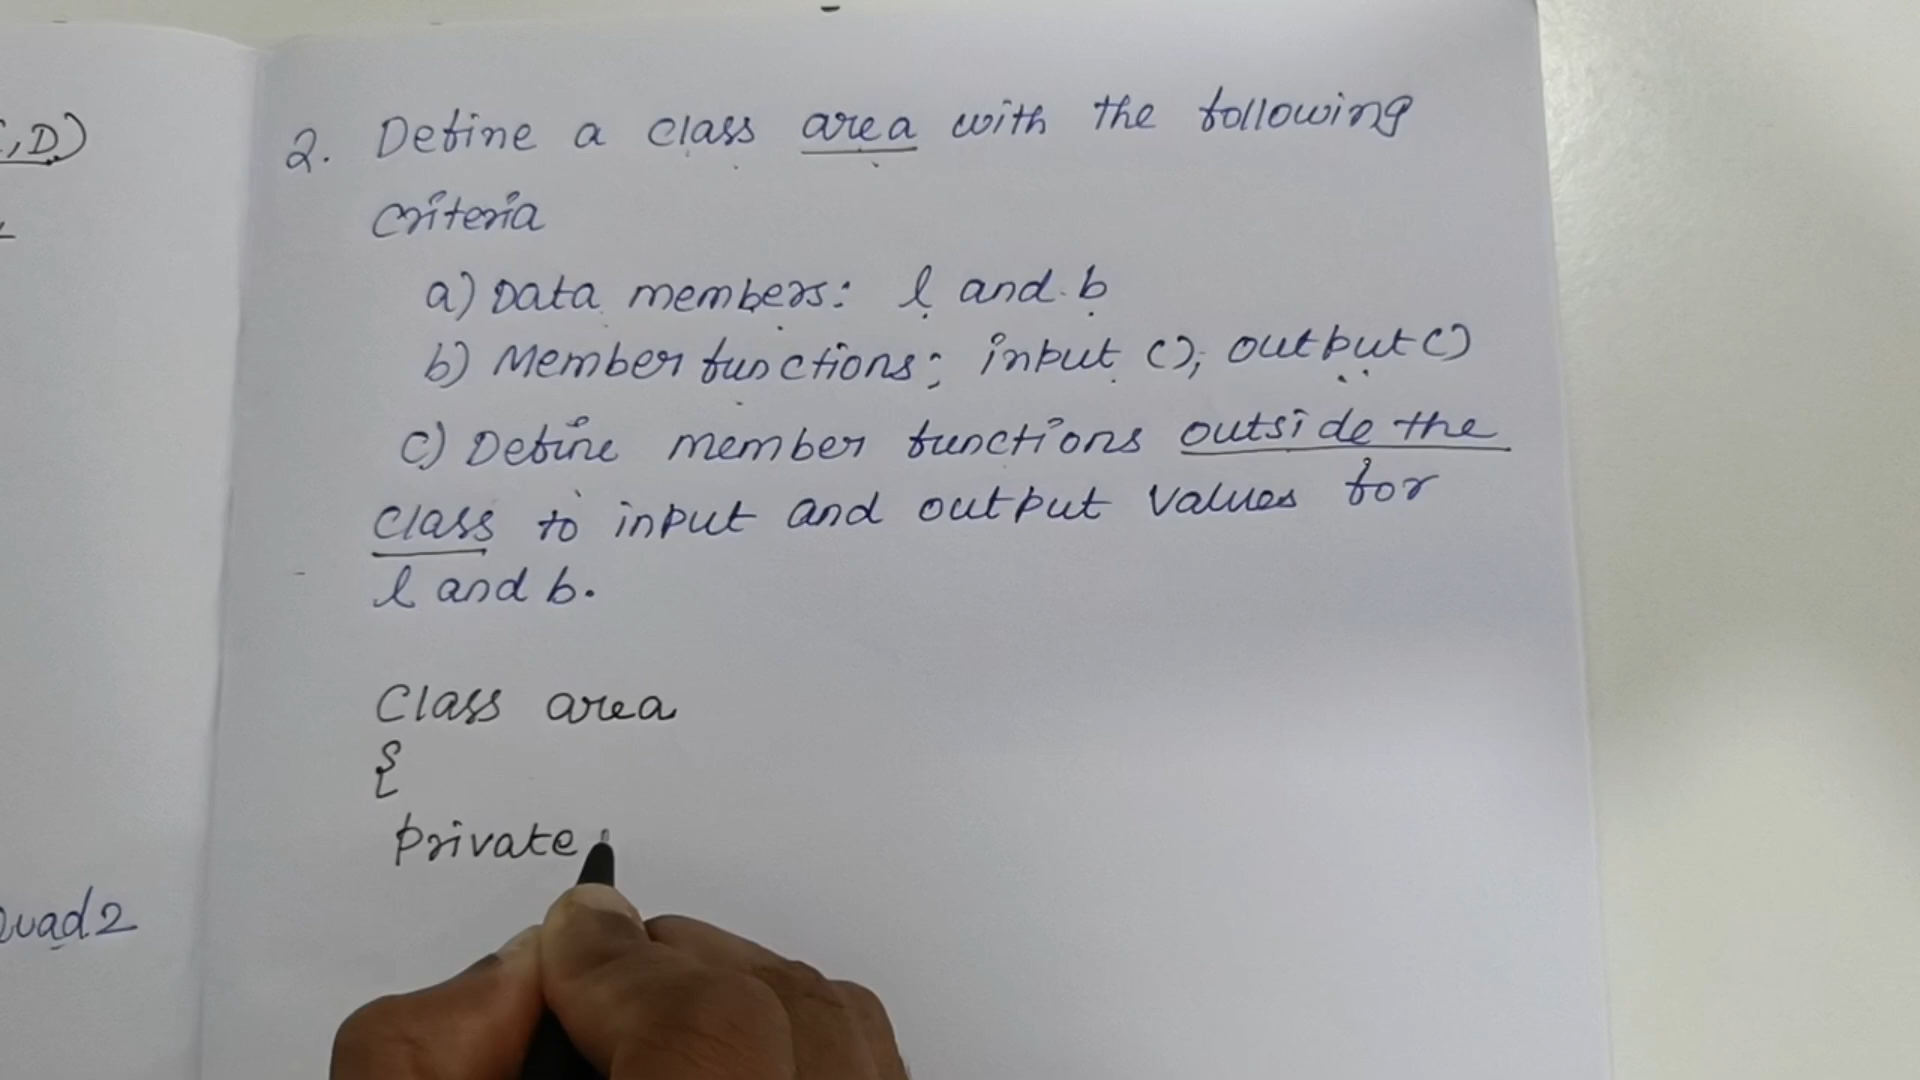 , D)
2. Define a class area with the following
criteria
a) Data members: l and b
b) Member functions: input (), output ()
c) Define member functions outside the
class to input and output values for
l and b.
Class area
{
private
quad2